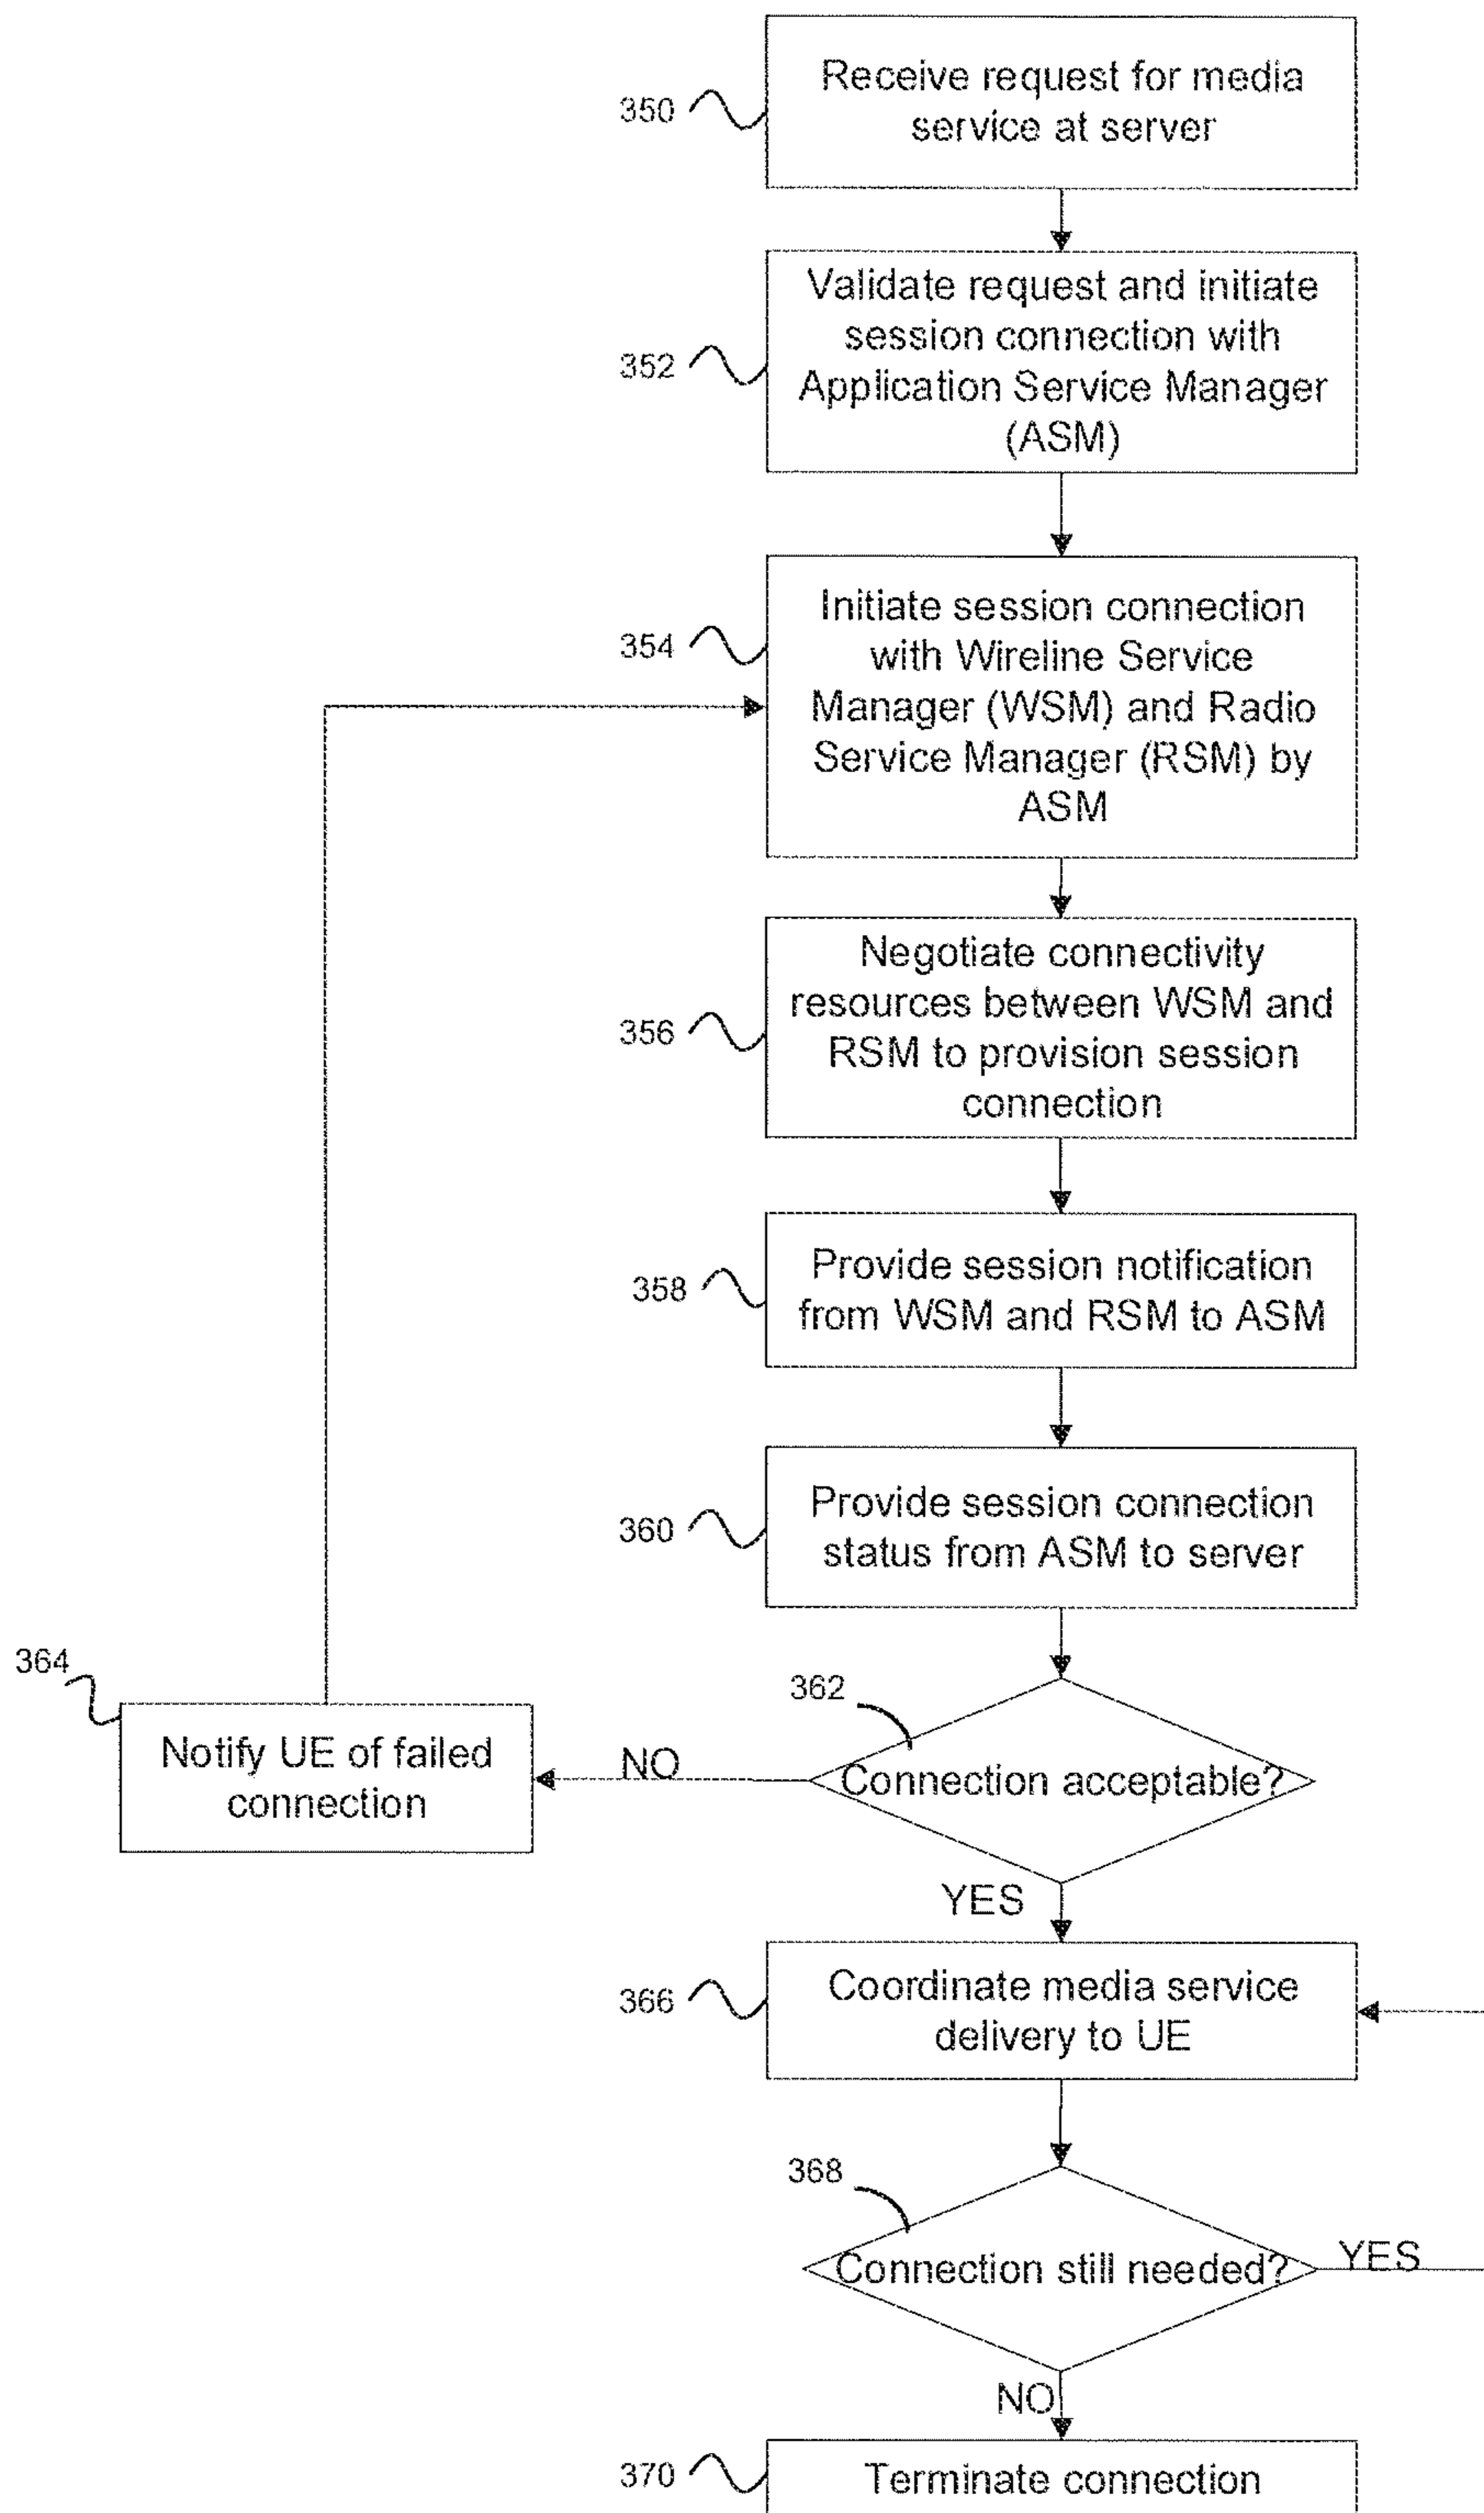 350
Receive request for media
service at server
352
Validate request and initiate
session connection with
Application Service Manager
(ASM)
354
Initiate session connection
with Wireline Service
Manager (WSM) and Radio
Service Manager (RSM) by
ASM
356
Negotiate connectivity
resources between WSM and
RSM to provision session
connection
358
Provide session notification
from WSM and RSM to ASM
360
Provide session connection
status from ASM to server
364
Notify UE of failed
connection
NO
362
Connection acceptable?
YES
366
Coordinate media service
delivery to UE
368
Connection still needed?
YES
NO
370
Terminate connection